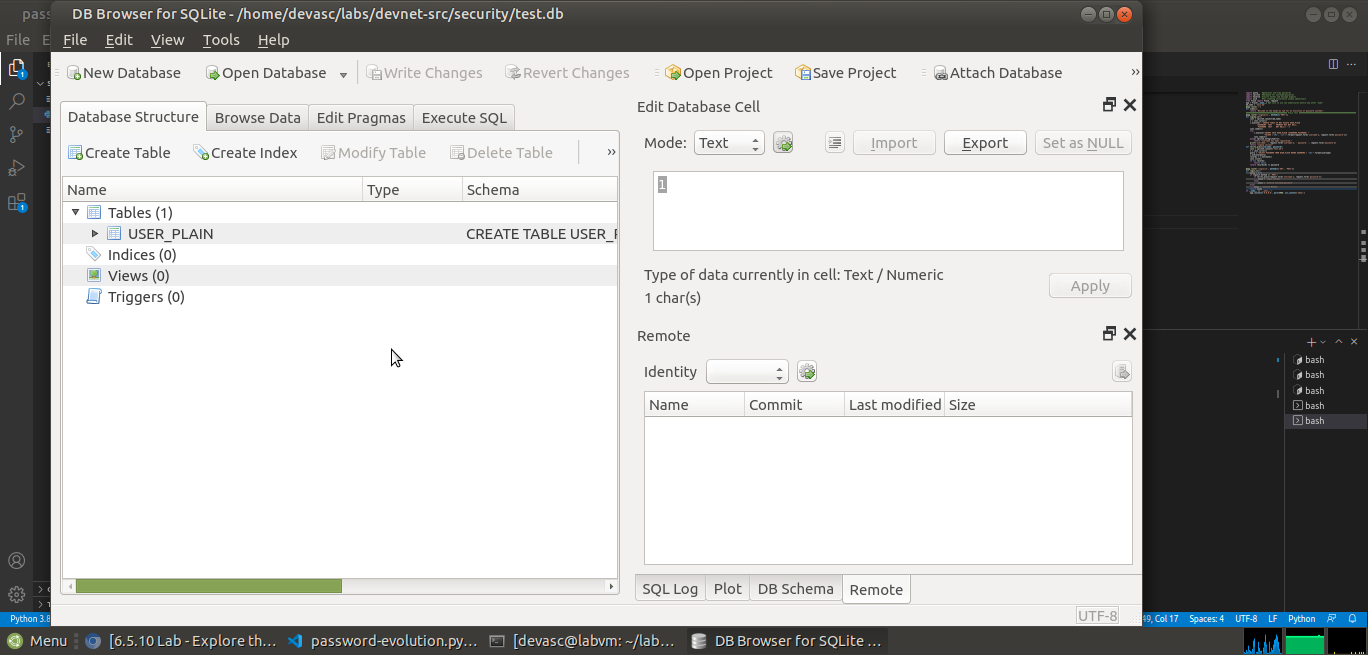 pass
DB Browser for SQLite - /home/devasc/labs/devnet-src/security/test.db
File E
File Edit View Tools Help
New Database Open Database Write Changes Revert Changes Open Project Save Project Attach Database »
Database Structure Browse Data Edit Pragmas Execute SQL
Create Table Create Index Modify Table Delete Table »
Name Type Schema
Tables (1)
USER_PLAIN CREATE TABLE USER_P
Indices (0)
Views (0)
Triggers (0)
Edit Database Cell
Mode: Text Import Export Set as NULL
1
Type of data currently in cell: Text / Numeric
1 char(s)
Apply
Remote
Identity
Name Commit Last modified Size
SQL Log Plot DB Schema Remote
UTF-8
bash
bash
bash
bash
bash
Python 3.8
49, Col 17 Spaces: 4 UTF-8 LF Python
Menu [6.5.10 Lab - Explore th... password-evolution.py... [devasc@labvm: ~/lab... DB Browser for SQLite ...